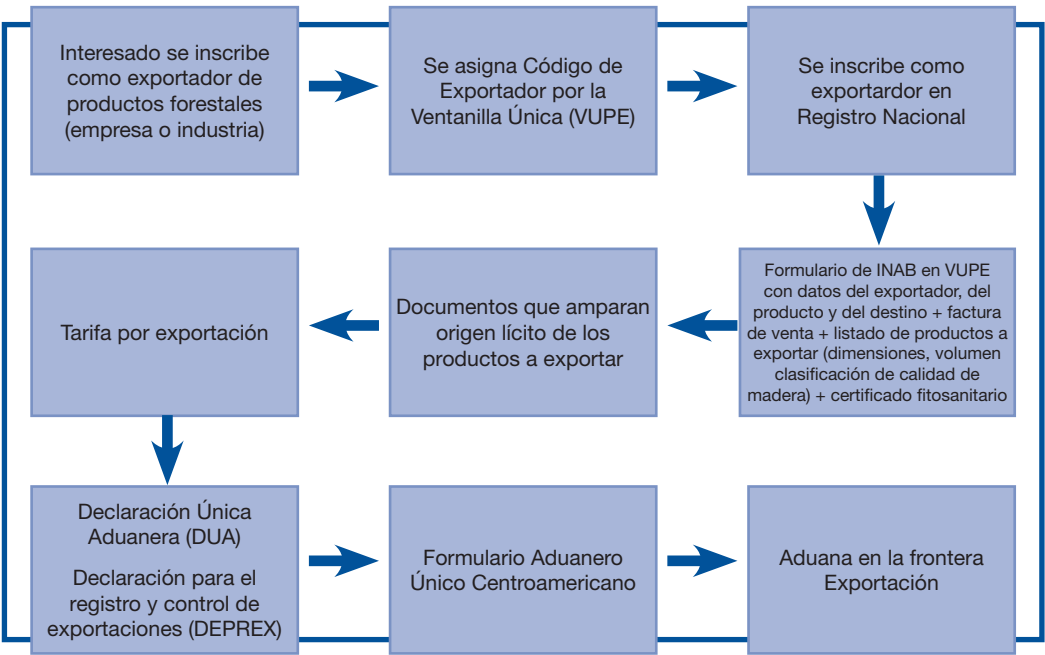 Interesado se inscribe
como exportador de
productos forestales
(empresa o industria)
Se asigna Código de
Exportador por la
Ventanilla Única (VUPE)
Se inscribe como
exportardor en
Registro Nacional
Formulario de INAB en VUPE
con datos del exportador, del
producto y del destino + factura
de venta + listado de productos a
exportar (dimensiones, volumen
clasificación de calidad de
madera) + certificado fitosanitario
Documentos que amparan
origen lícito de los
productos a exportar
Tarifa por exportación
Declaración Única
Aduanera (DUA)
Declaración para el
registro y control de
exportaciones (DEPREX)
Formulario Aduanero
Único Centroamericano
Aduana en la frontera
Exportación